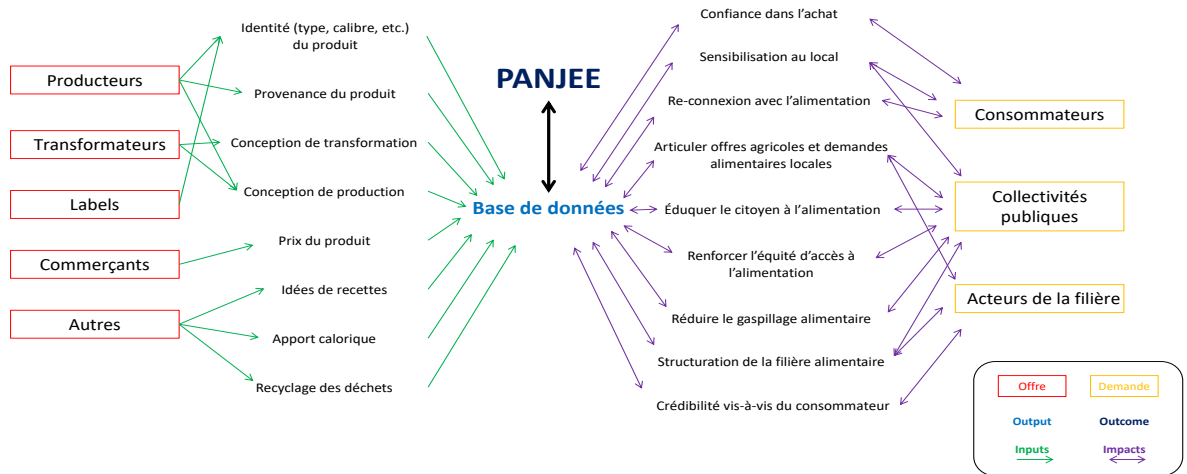 Producteurs
Transformateurs
Labels
Commerçants
Autres
Identité (type, calibre, etc.)
du produit
Provenance du produit
Conception de transformation
Conception de production
Prix du produit
Idées de recettes
Apport calorique
Recyclage des déchets
PANJEE
Base de données
Confiance dans l’achat
Sensibilisation au local
Re-connexion avec l’alimentation
Articuler offres agricoles et demandes
alimentaires locales
Éduquer le citoyen à l’alimentation
Renforcer l’équité d’accès à
l’alimentation
Réduire le gaspillage alimentaire
Structuration de la filière alimentaire
Crédibilité vis-à-vis du consommateur
Consommateurs
Collectivités
publiques
Acteurs de la filière
Offre
Demande
Output
Outcome
Inputs
Impacts